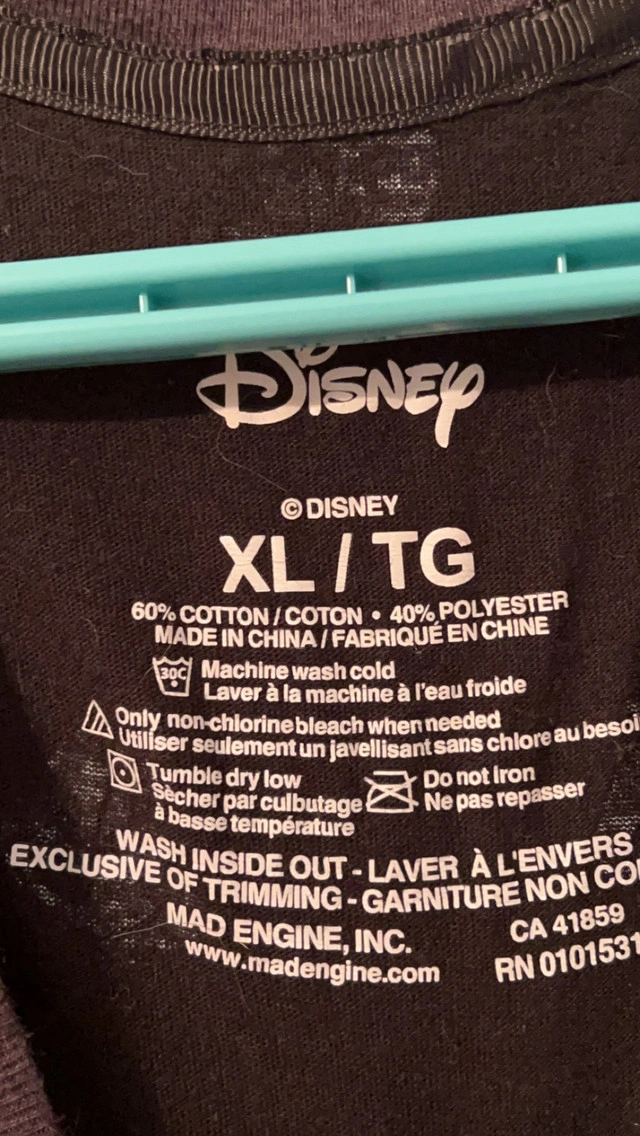 Disney
© DISNEY
XL / TG
60% COTTON / COTON • 40% POLYESTER
MADE IN CHINA / FABRIQUÉ EN CHINE
30C Machine wash cold
Laver à la machine à l'eau froide
Only non-chlorine bleach when needed
Utiliser seulement un javellisant sans chlore au
Tumble dry low
Sècher par culbutage
à basse température
Do not iron
Ne pas repasser
WASH INSIDE OUT - LAVER À L'ENVERS
EXCLUSIVE OF TRIMMING - GARNITURE NON
MAD ENGINE, INC.
www.madengine.com
CA 41859
RN 0101531